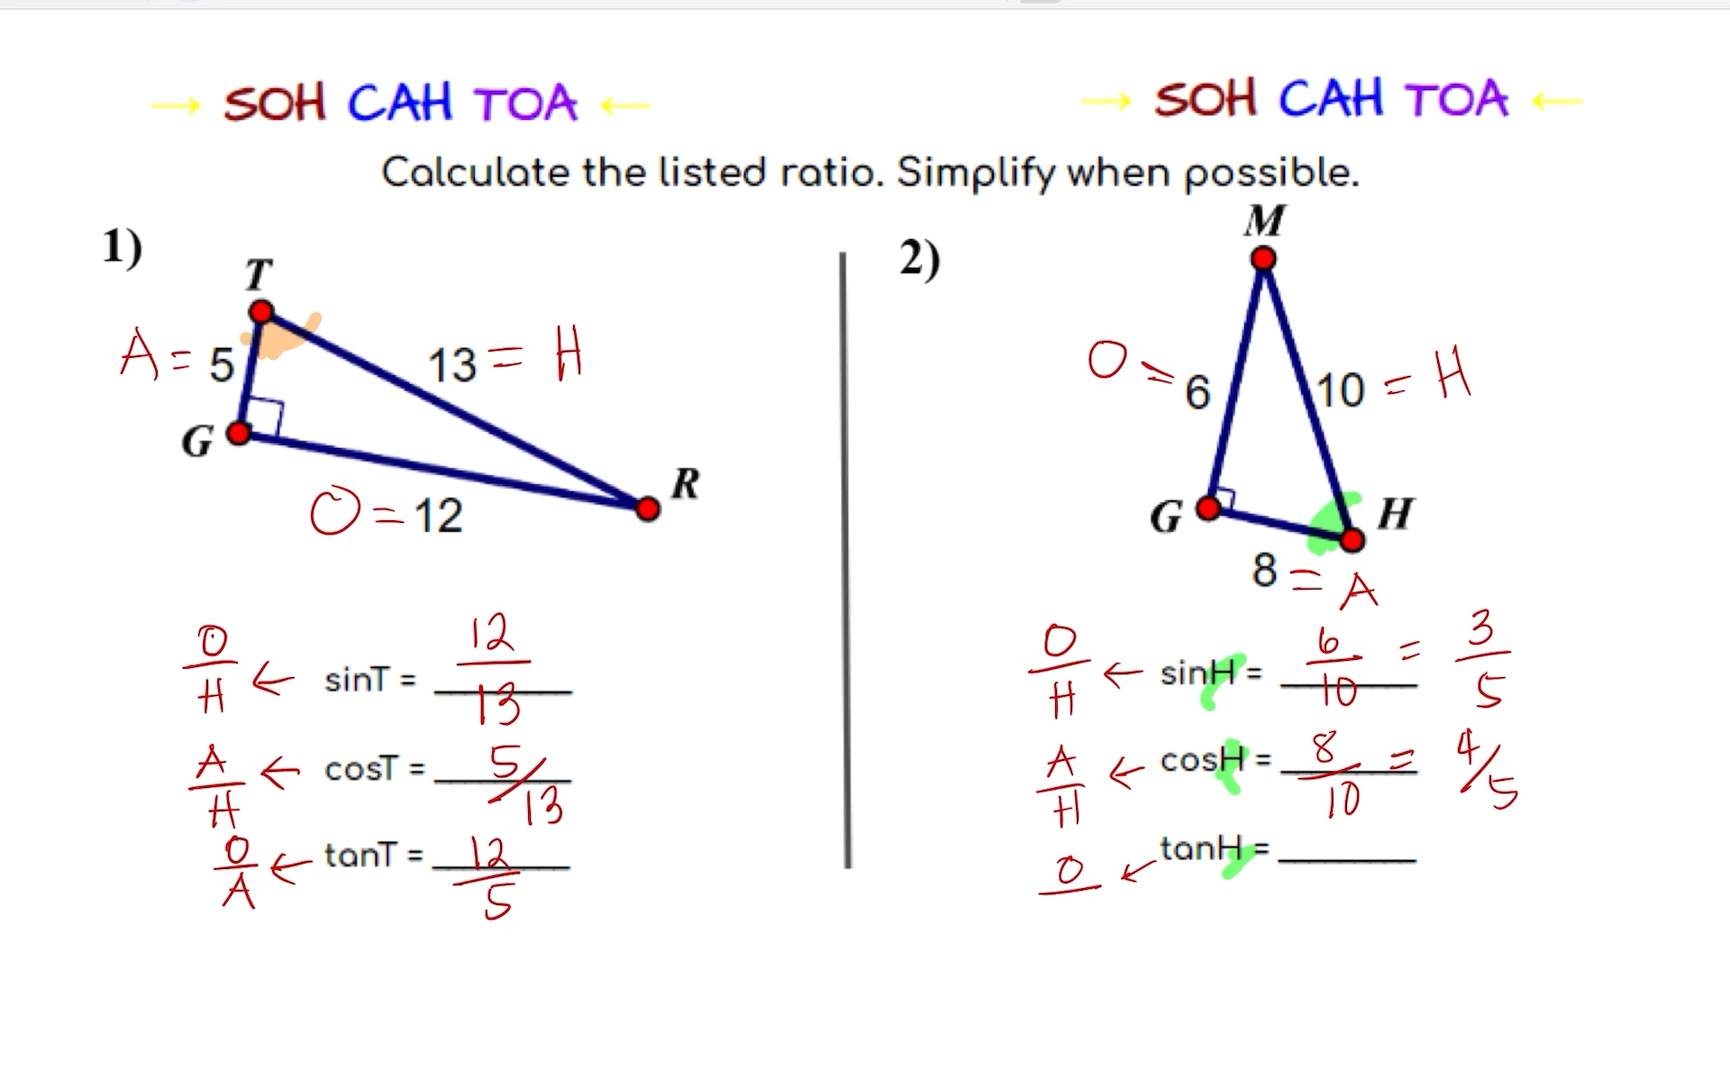 → SOH CAH TOA ←
→ SOH CAH TOA ←
Calculate the listed ratio. Simplify when possible.
1)
T
A = 5
13 = H
G
R
O = 12
O/H ← sinT = 12/13
A/H ← cosT = 5/13
O/A ← tanT = 12/5
2)
M
O = 6
10 = H
G
H
8 = A
O/H ← sinH = 6/10 = 3/5
A/H ← cosH = 8/10 = 4/5
O ← tanH =